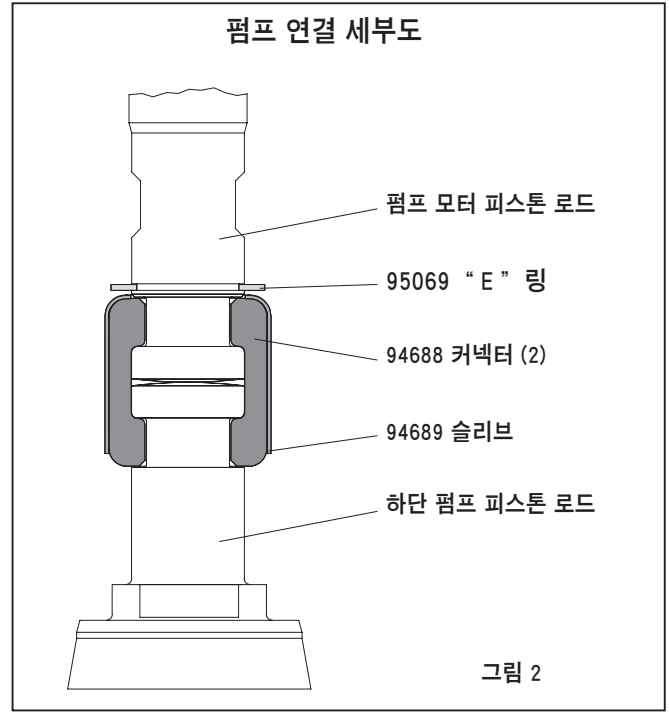 펌프 연결 세부도
펌프 모터 피스톤 로드
95069 “ E ” 링
94688 커넥터 (2)
94689 슬리브
하단 펌프 피스톤 로드
그림 2